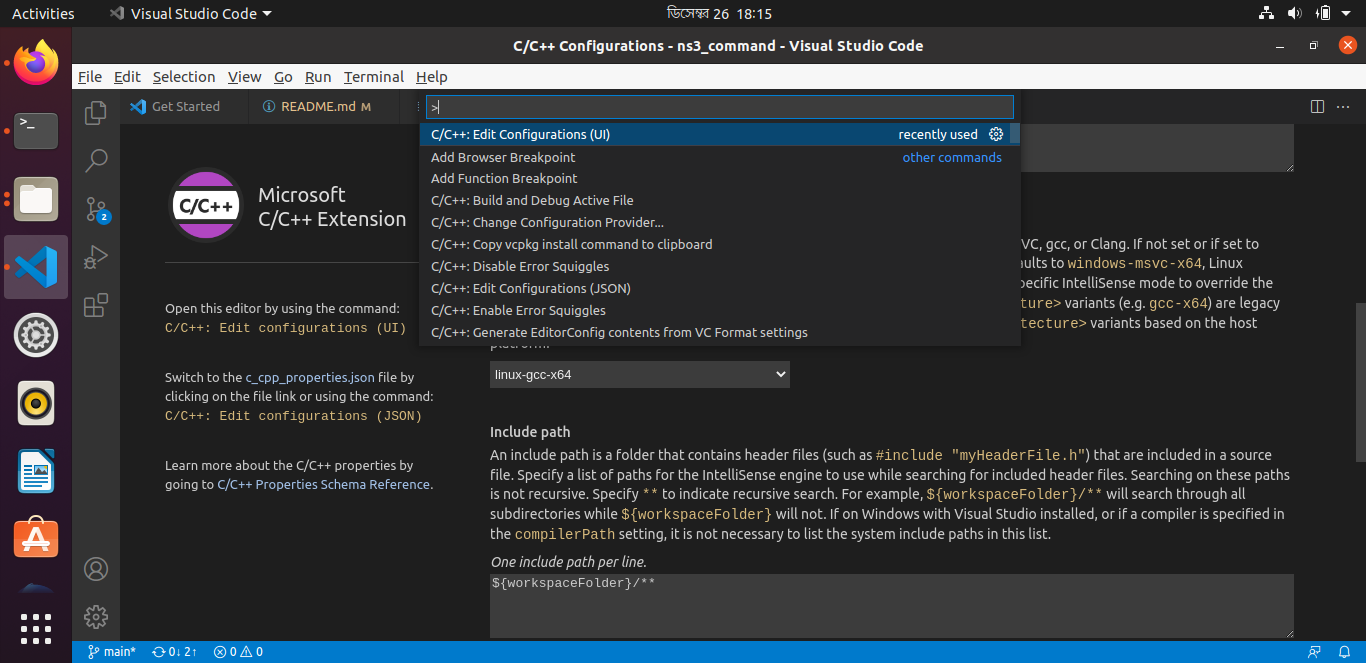 Activities
Visual Studio Code
ডিসেম্বর 26 18:15
C/C++ Configurations - ns3_command - Visual Studio Code
File Edit Selection View Go Run Terminal Help
Get Started
README.md M
>
C/C++: Edit Configurations (UI) recently used
Add Browser Breakpoint other commands
Add Function Breakpoint
C/C++: Build and Debug Active File
C/C++: Change Configuration Provider...
C/C++: Copy vcpkg install command to clipboard
C/C++: Disable Error Squiggles
C/C++: Edit Configurations (JSON)
C/C++: Enable Error Squiggles
C/C++: Generate EditorConfig contents from VC Format settings
>_
2
C/C++
Microsoft
C/C++ Extension
Open this editor by using the command:
C/C++: Edit configurations (UI)
Switch to the c_cpp_properties.json file by
clicking on the file link or using the command:
C/C++: Edit configurations (JSON)
Learn more about the C/C++ properties by
going to C/C++ Properties Schema Reference.
VC, gcc, or Clang. If not set or if set to
aults to windows-msvc-x64, Linux
pecific IntelliSense mode to override the
ture> variants (e.g. gcc-x64) are legacy
tecture> variants based on the host
platform.
linux-gcc-x64
Include path
An include path is a folder that contains header files (such as #include "myHeaderFile.h") that are included in a source
file. Specify a list of paths for the IntelliSense engine to use while searching for included header files. Searching on these paths
is not recursive. Specify ** to indicate recursive search. For example, ${workspaceFolder}/** will search through all
subdirectories while ${workspaceFolder} will not. If on Windows with Visual Studio installed, or if a compiler is specified in
the compilerPath setting, it is not necessary to list the system include paths in this list.
One include path per line.
${workspaceFolder}/**
main* 0↓ 2↑ 0 0